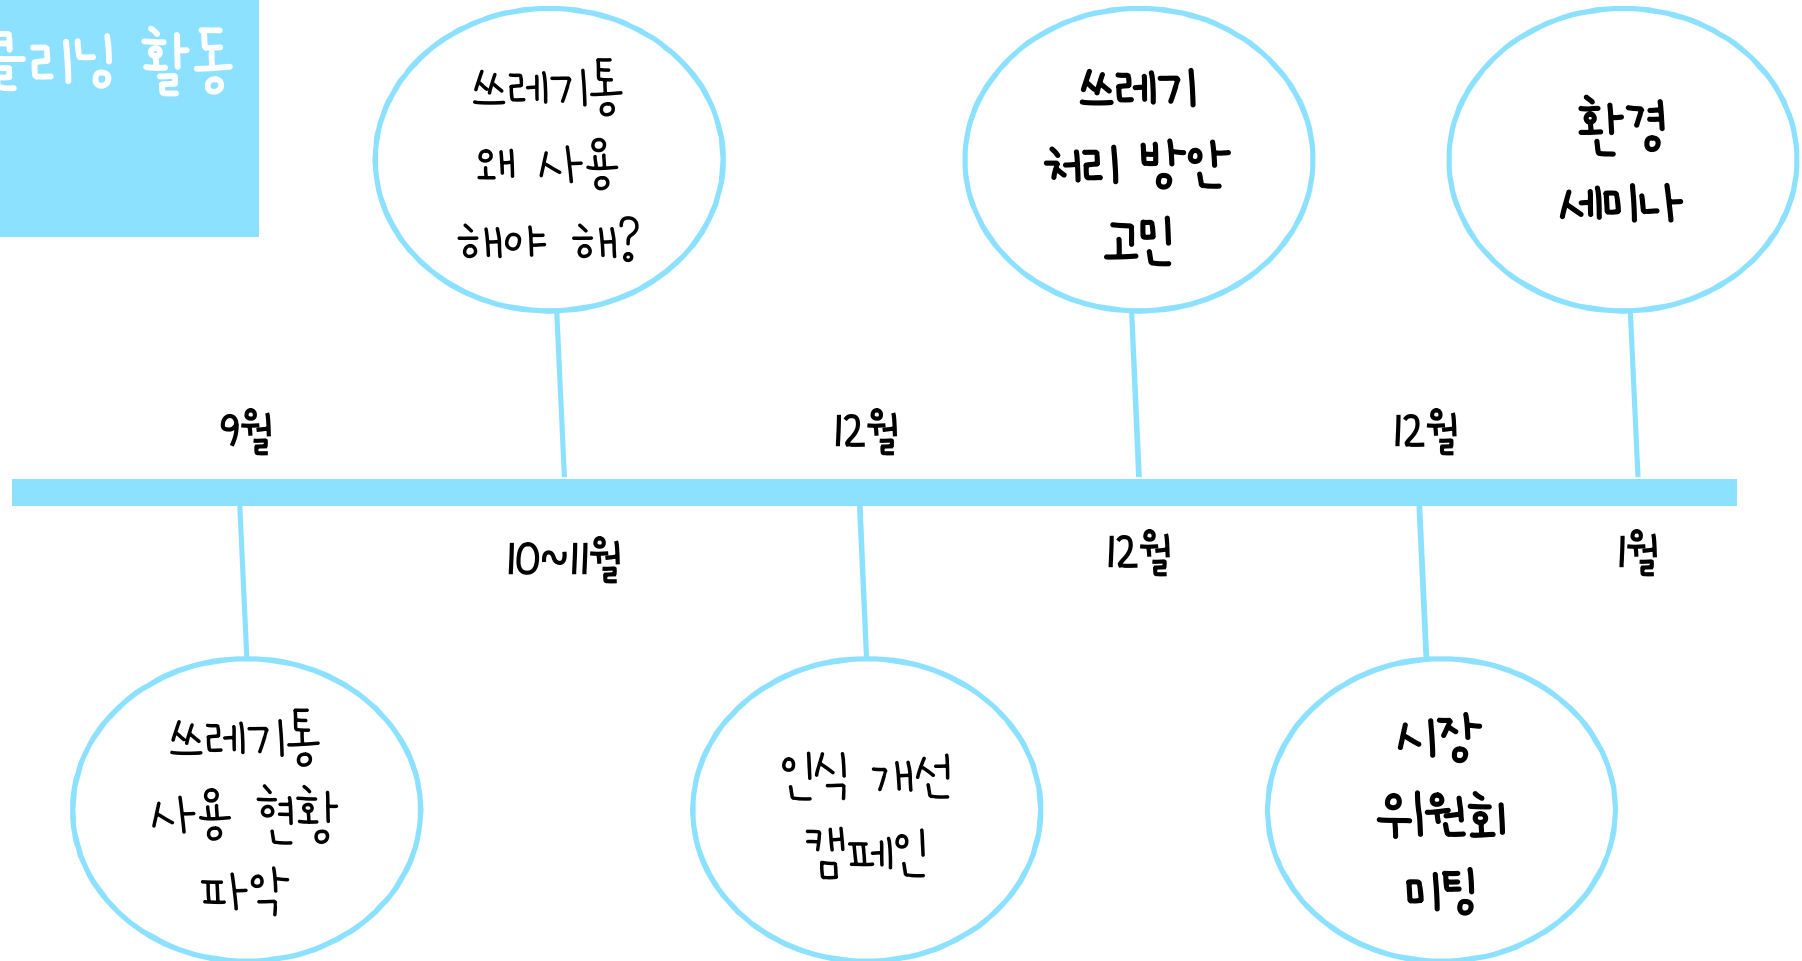 클리닝 활동
쓰레기통
왜 사용
해야 해?
쓰레기
처리 방안
고민
환경
세미나
9월
12월
12월
10~11월
12월
1월
쓰레기통
사용 현황
파악
인식 개선
캠페인
시장
위원회
미팅